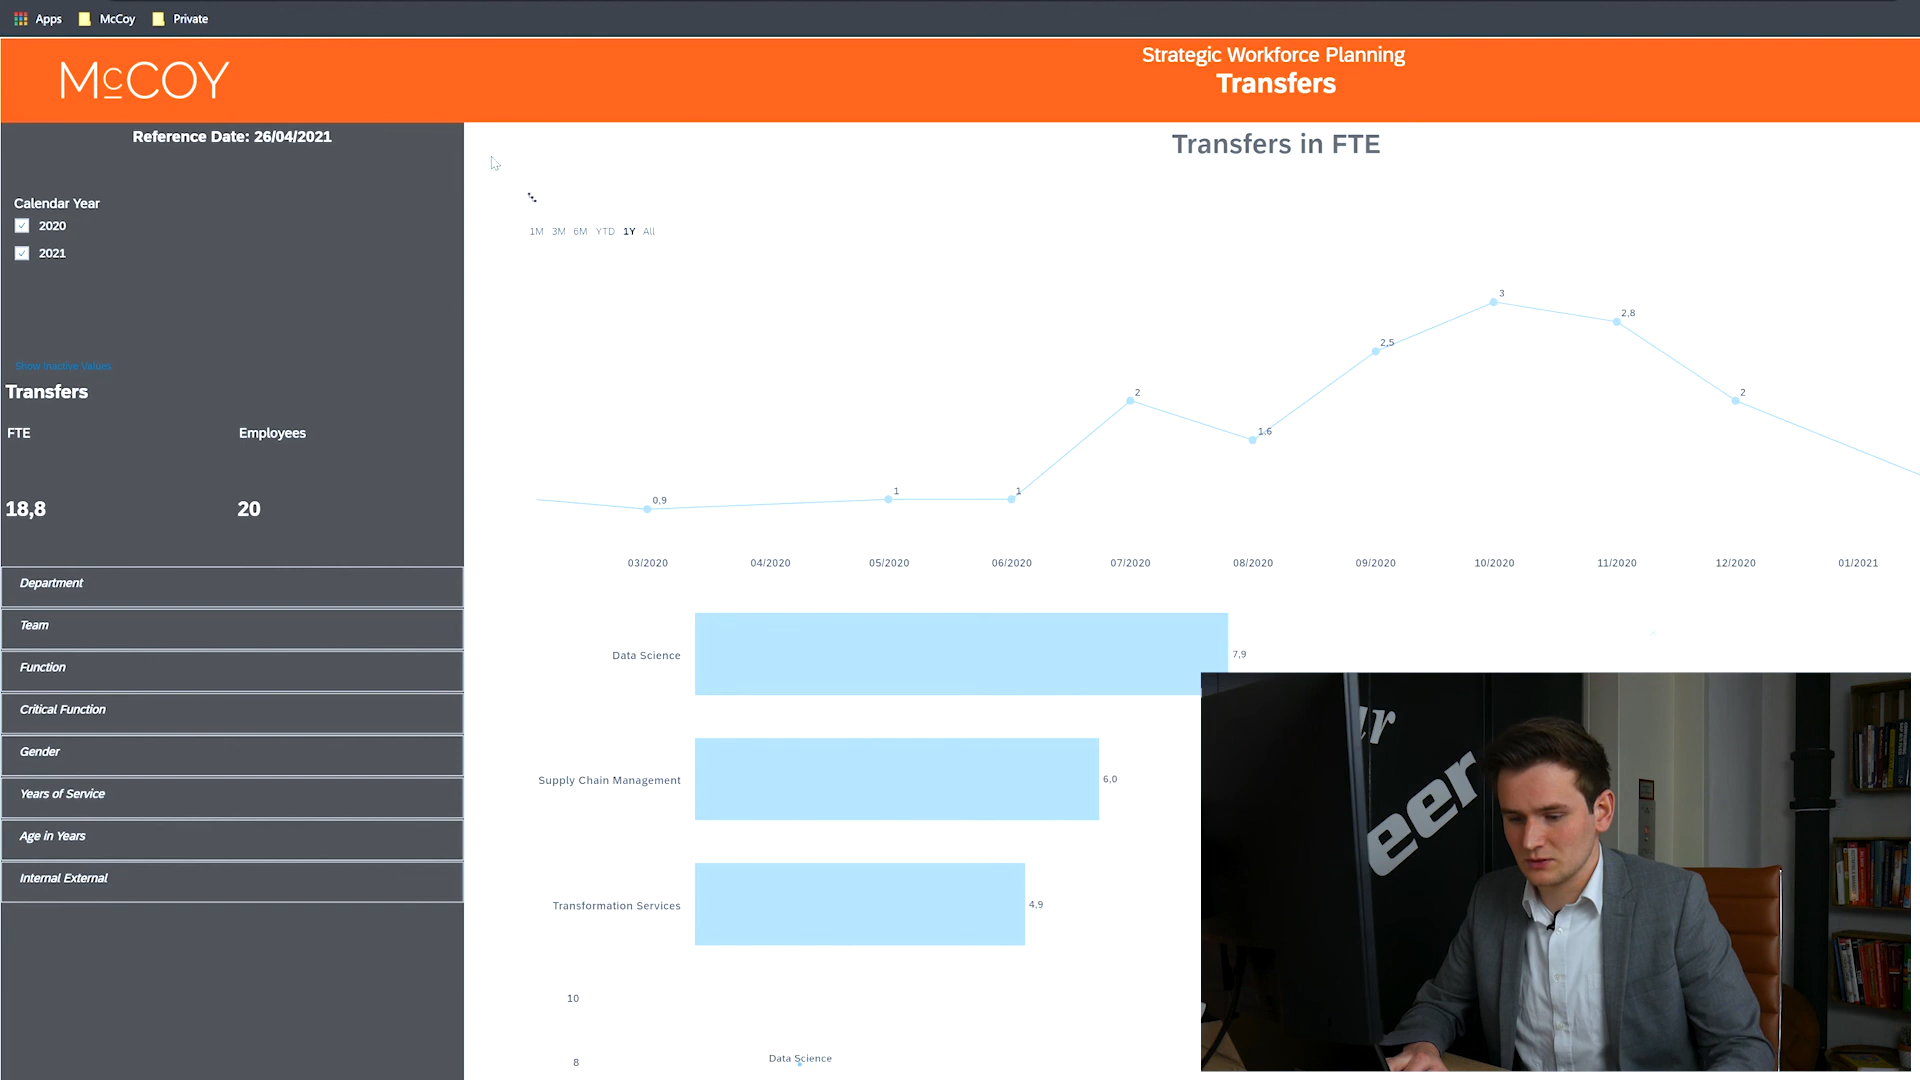 Apps
McCoy
Private
McCOY
Strategic Workforce Planning
Transfers
Reference Date: 26/04/2021
Calendar Year
2020
2021
Show Inactive Values
Transfers
FTE
Employees
18,8
20
Department
Team
Function
Critical Function
Gender
Years of Service
Age in Years
Internal External
Transfers in FTE
1M 3M 6M YTD 1Y All
0,9
1
1
2
1,6
2,5
3
2,8
2
03/2020 04/2020 05/2020 06/2020 07/2020 08/2020 09/2020 10/2020 11/2020 12/2020 01/2021
Data Science
7,9
Supply Chain Management
6,0
Transformation Services
4,9
10
8
Data Science
eer